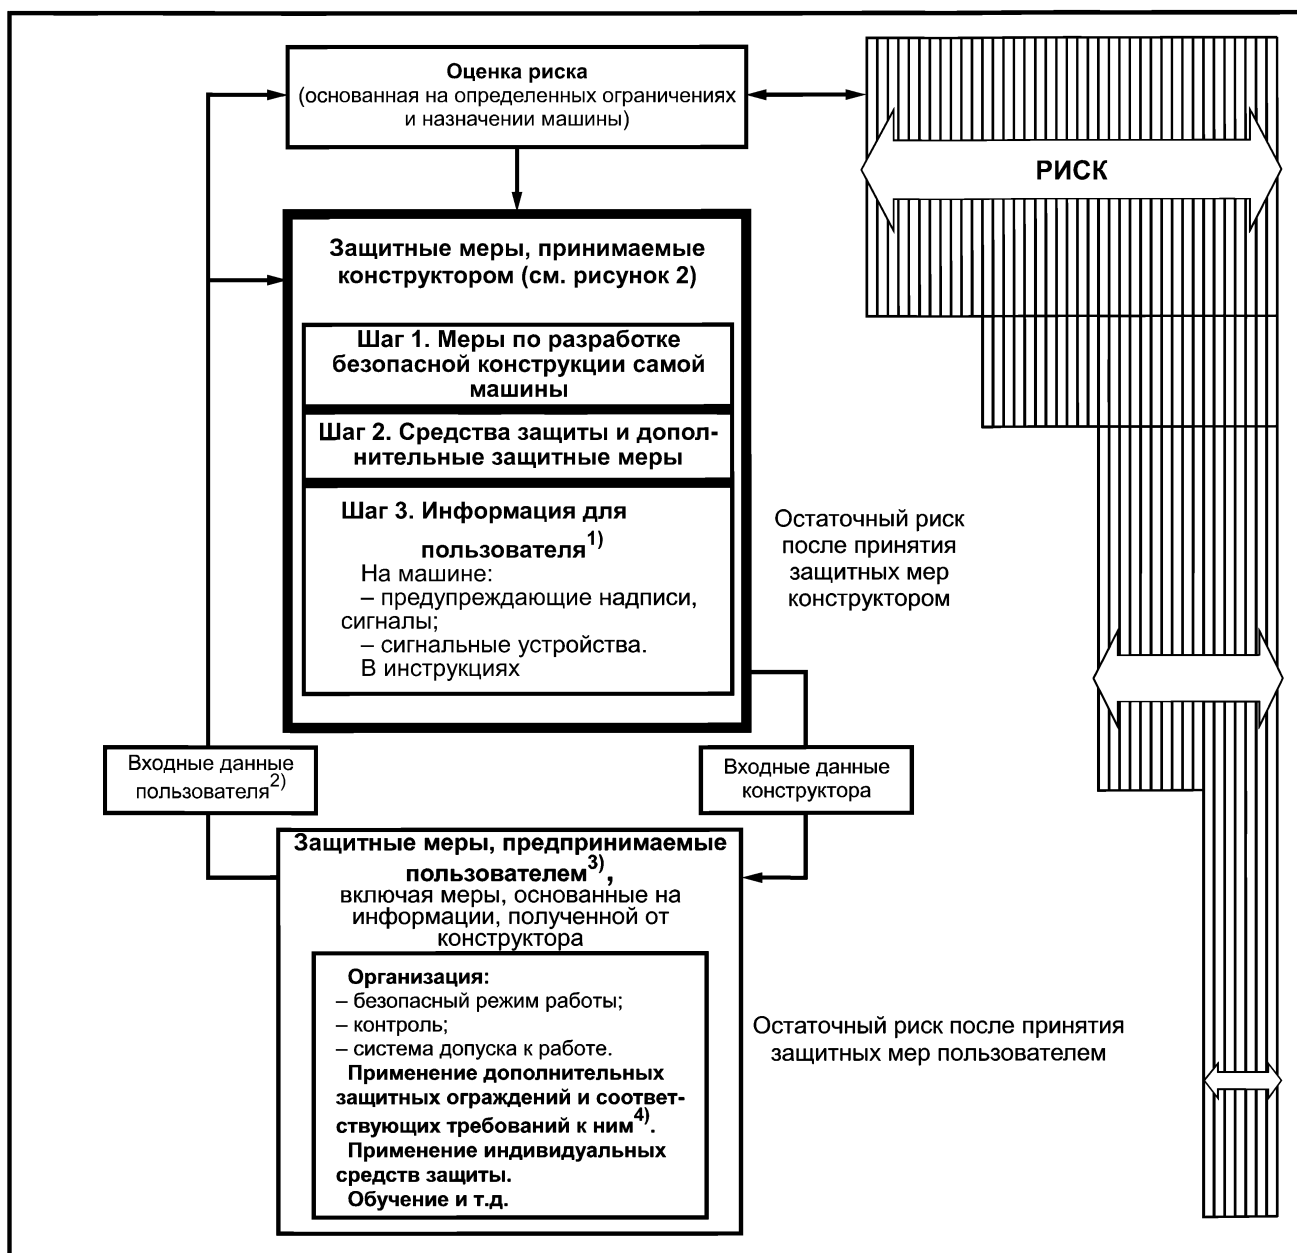 Оценка риска
(основанная на определенных ограничениях
и назначении машины)
РИСК
Защитные меры, принимаемые
конструктором (см. рисунок 2)
Шаг 1. Меры по разработке
безопасной конструкции самой
машины
Шаг 2. Средства защиты и допол-
нительные защитные меры
Шаг 3. Информация для
пользователя1)
На машине:
– предупреждающие надписи,
сигналы;
– сигнальные устройства.
В инструкциях
Остаточный риск
после принятия
защитных мер
конструктором
Входные данные
пользователя2)
Входные данные
конструктора
Защитные меры, предпринимаемые
пользователем3),
включая меры, основанные на
информации, полученной от
конструктора
Организация:
– безопасный режим работы;
– контроль;
– система допуска к работе.
Применение дополнительных
защитных ограждений и соответ-
ствующих требований к ним4).
Применение индивидуальных
средств защиты.
Обучение и т.д.
Остаточный риск после принятия
защитных мер пользователем